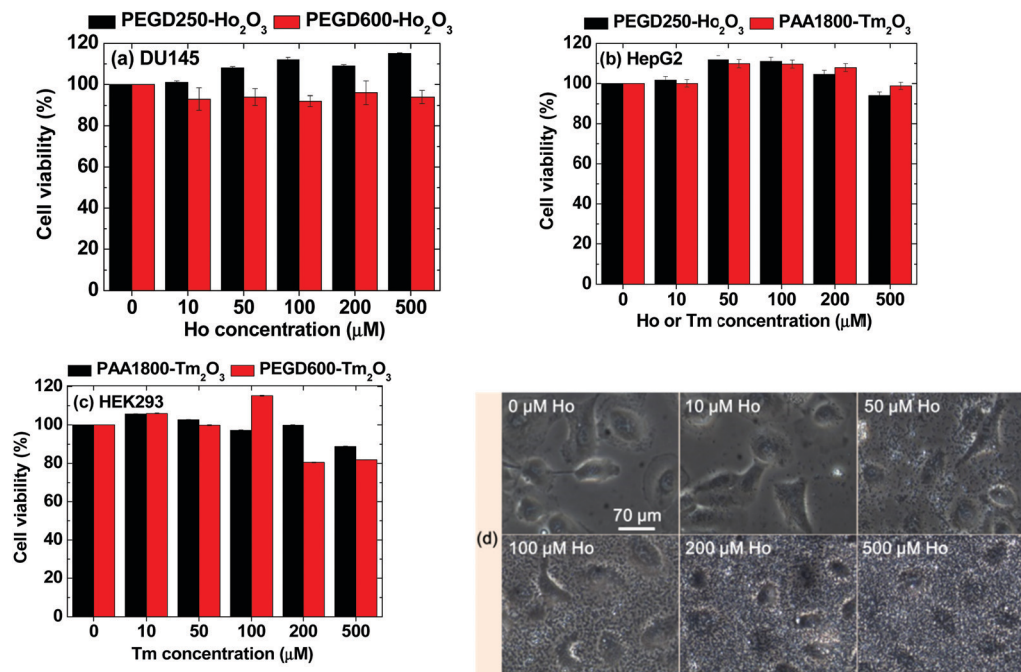 PEGD250-Ho₂O₃ PEGD600-Ho₂O₃
(a) DU145
Cell viability (%)
120
100
80
60
40
20
0
0 10 50 100 200 500
Ho concentration (μM)
PEGD250-Ho₂O₃ PAA1800-Tm₂O₃
(b) HepG2
Cell viability (%)
120
100
80
60
40
20
0
0 10 50 100 200 500
Ho or Tm concentration (μM)
PAA1800-Tm₂O₃ PEGD600-Tm₂O₃
(c) HEK293
Cell viability (%)
120
100
80
60
40
20
0
0 10 50 100 200 500
Tm concentration (μM)
(d)
0 μM Ho 10 μM Ho 50 μM Ho
70 μm
100 μM Ho 200 μM Ho 500 μM Ho